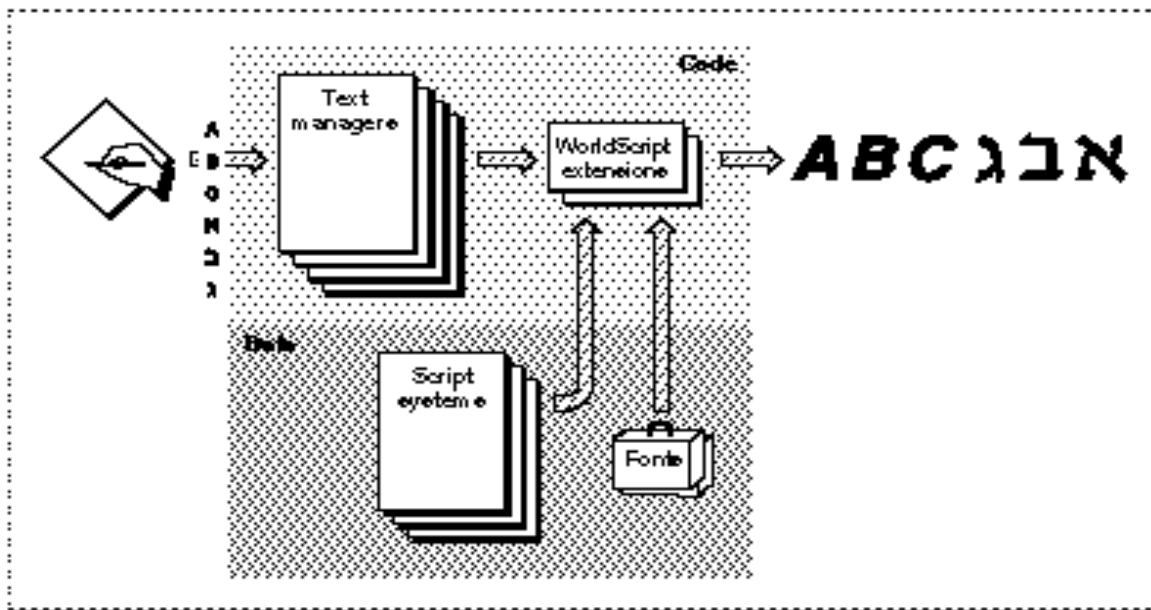 Code
Text
managers
A
B
C
א
ב
ג
WorldScript
extensions
ABC אבג
Data
Script
systems
Fonts